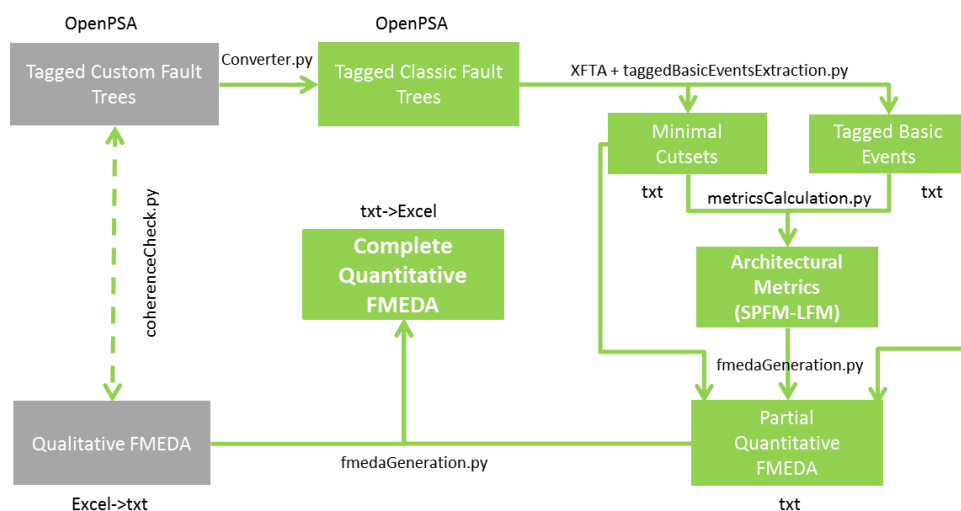 OpenPSA
OpenPSA
Tagged Custom Fault
Trees
Converter.py
Tagged Classic Fault
Trees
XFTA + taggedBasicEventsExtraction.py
Minimal
Cutsets
Tagged Basic
Events
txt
txt
metricsCalculation.py
coherenceCheck.py
txt->Excel
Complete
Quantitative
FMEDA
Architectural
Metrics
(SPFM-LFM)
fmedaGeneration.py
Qualitative FMEDA
Partial
Quantitative
FMEDA
fmedaGeneration.py
Excel->txt
txt